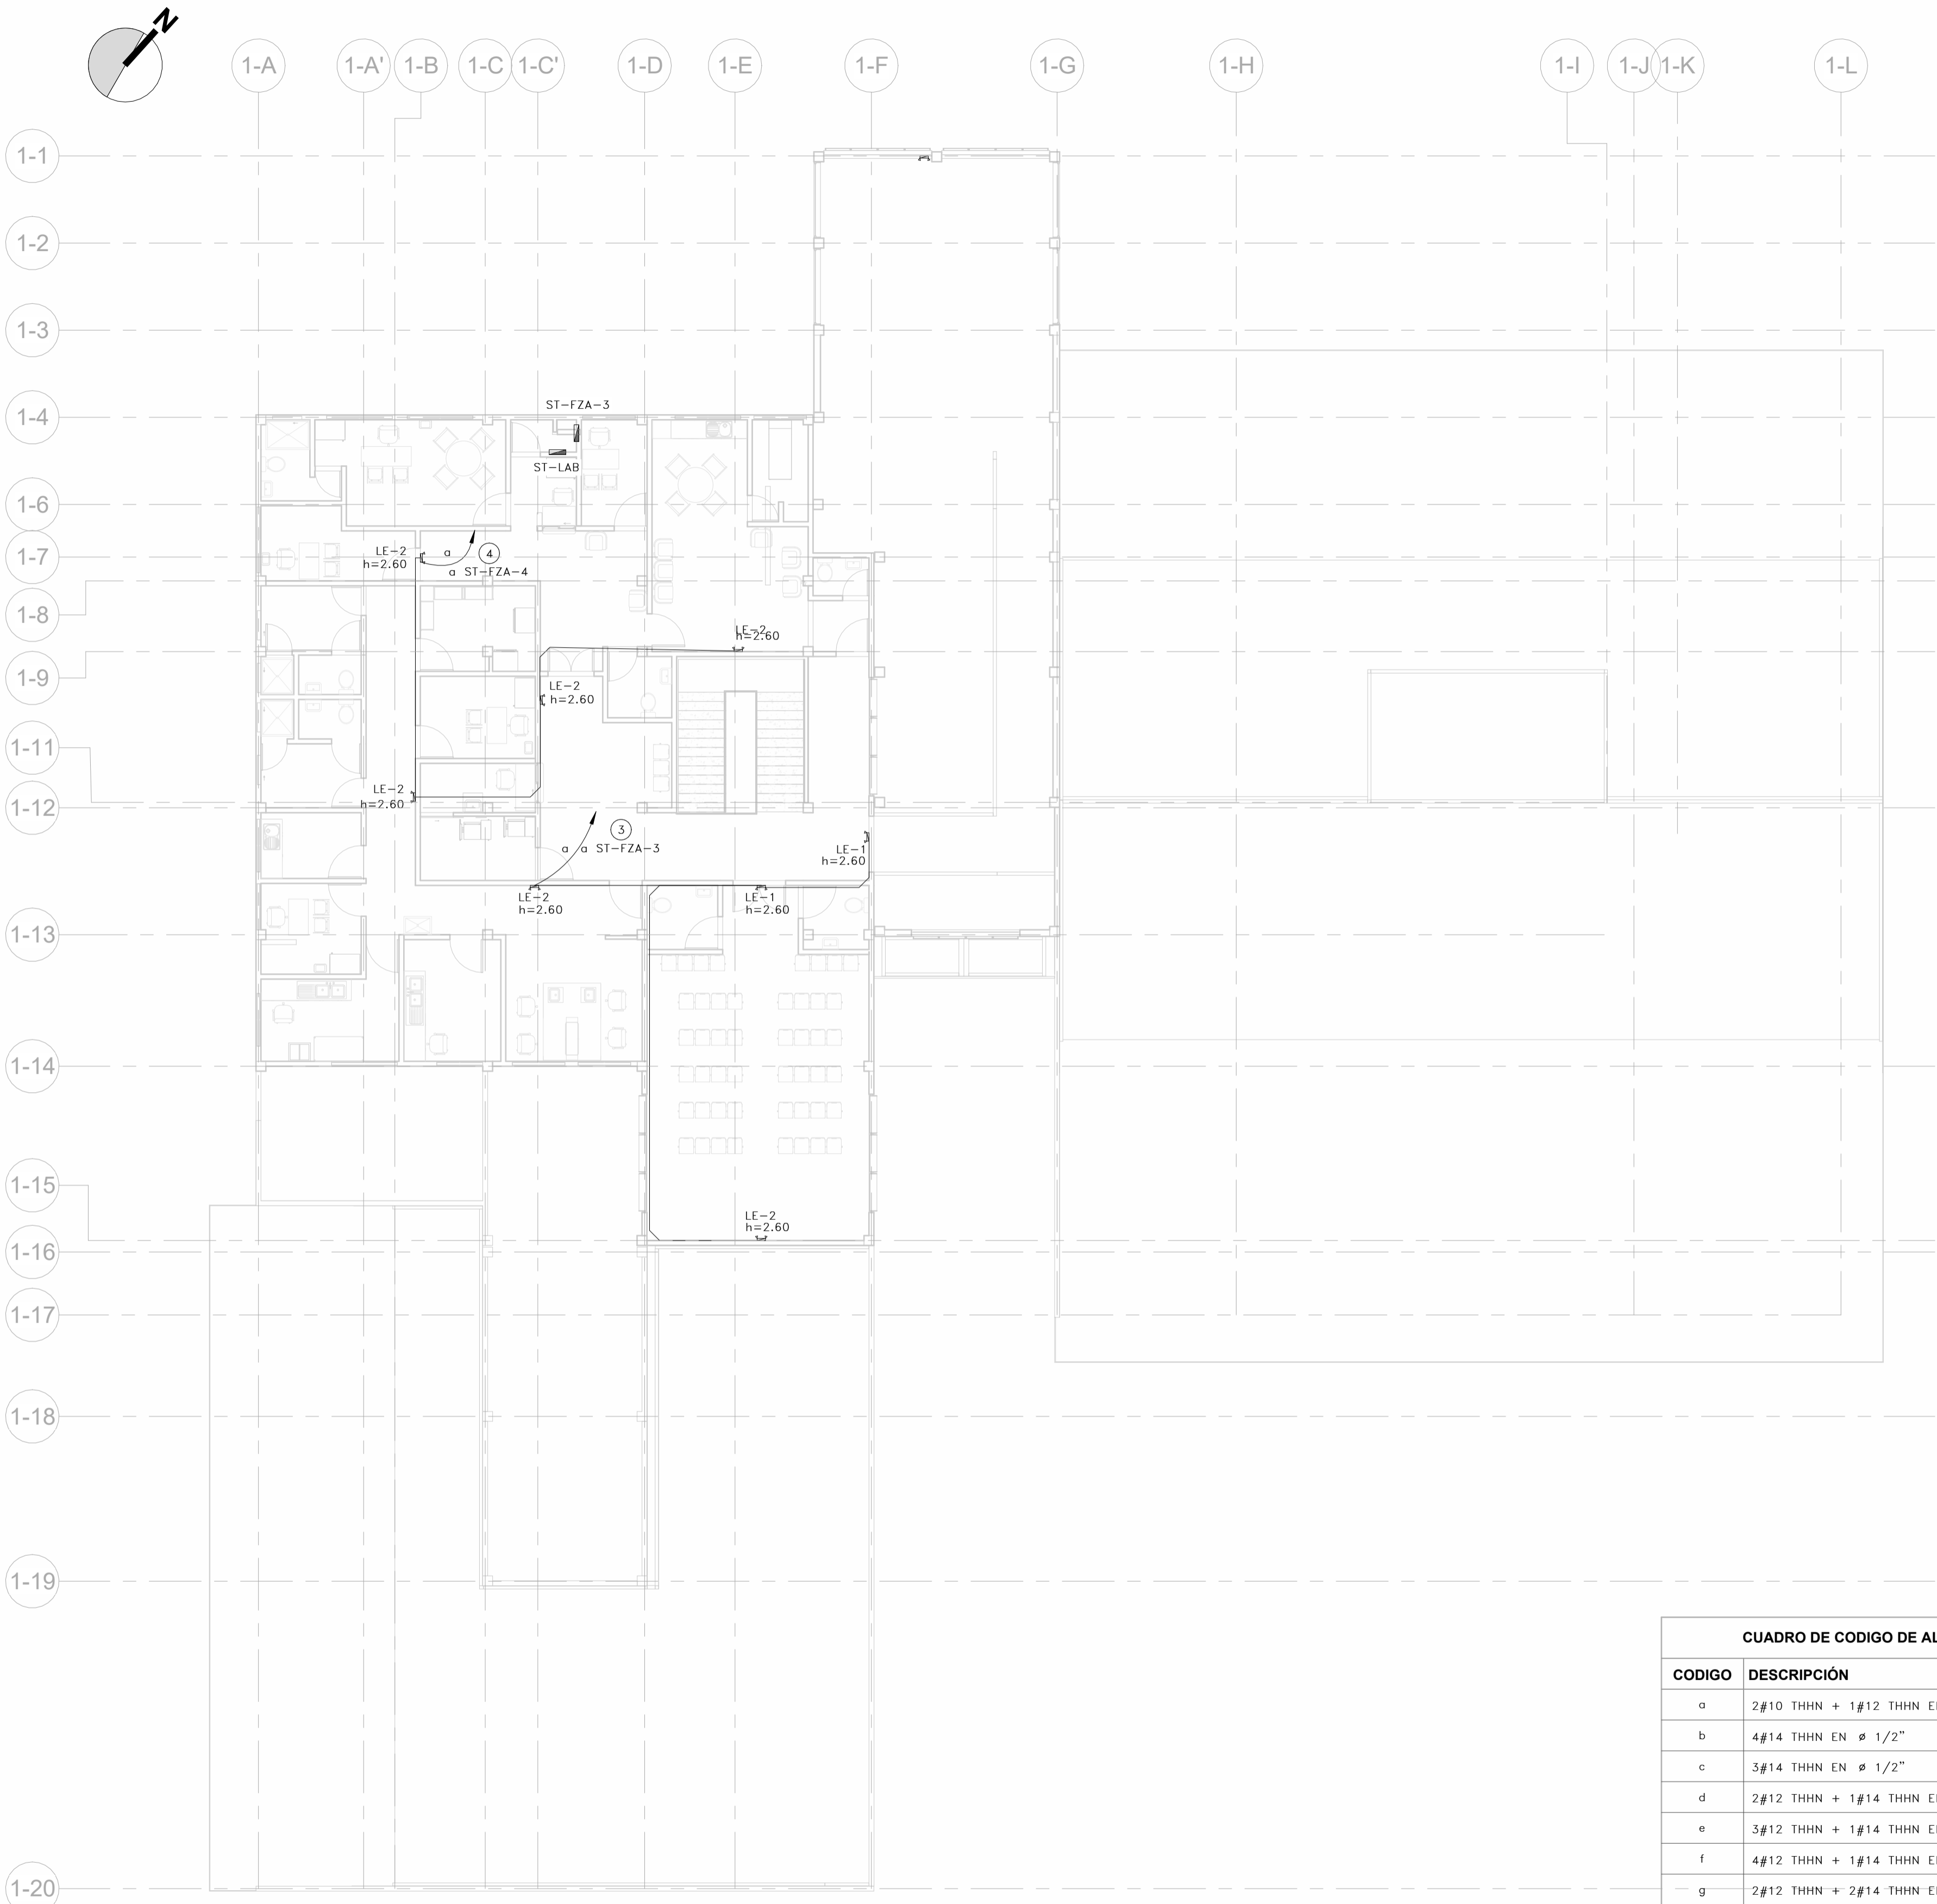 N
1-A 1-A' 1-B 1-C 1-C' 1-D 1-E 1-F 1-G 1-H 1-I 1-J 1-K 1-L
1-1
1-2
1-3
1-4
ST-FZA-3
ST-LAB
1-6
1-7
LE-2
h=2.60
a
4
a ST-FZA-4
1-8
LE-2
h=2.60
1-9
LE-2
h=2.60
1-11
LE-2
h=2.60
1-12
3
a a ST-FZA-3
LE-1
h=2.60
LE-2
h=2.60
LE-1
h=2.60
1-13
1-14
1-15
LE-2
h=2.60
1-16
1-17
1-18
1-19
CUADRO DE CODIGO DE AL
CODIGO DESCRIPCIÓN
a 2#10 THHN + 1#12 THHN E
b 4#14 THHN EN ø 1/2"
c 3#14 THHN EN ø 1/2"
d 2#12 THHN + 1#14 THHN E
e 3#12 THHN + 1#14 THHN E
f 4#12 THHN + 1#14 THHN E
g 2#12 THHN + 2#14 THHN E
1-20